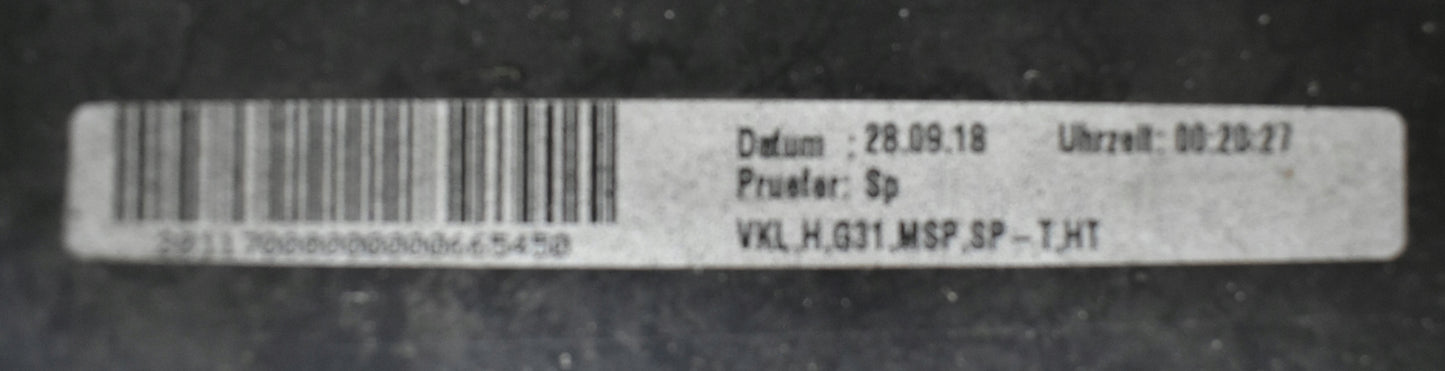 Datum : 28.09.18 Uhrzeit: 00:20:27
Pruefer: Sp
VKL,H,G31,MSP,SP-T,HT